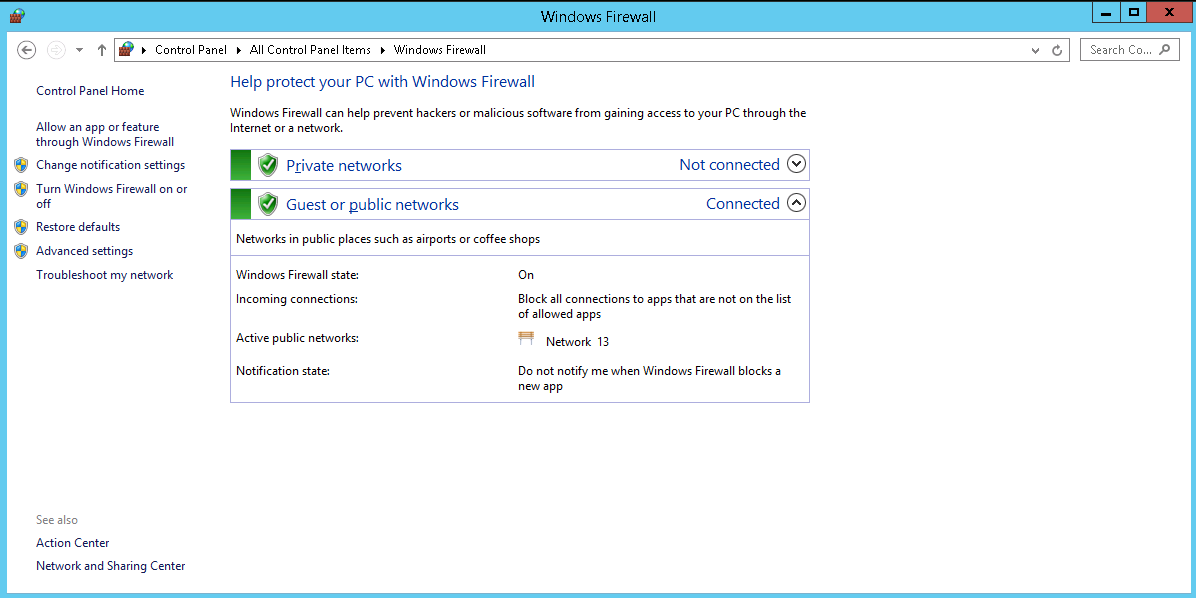 Windows Firewall
Control Panel
All Control Panel Items
Windows Firewall
Search Co...
Control Panel Home
Allow an app or feature
through Windows Firewall
Change notification settings
Turn Windows Firewall on or
off
Restore defaults
Advanced settings
Troubleshoot my network
Help protect your PC with Windows Firewall
Windows Firewall can help prevent hackers or malicious software from gaining access to your PC through the
Internet or a network.
Private networks
Not connected
Guest or public networks
Connected
Networks in public places such as airports or coffee shops
Windows Firewall state:
On
Incoming connections:
Block all connections to apps that are not on the list
of allowed apps
Active public networks:
Network 13
Notification state:
Do not notify me when Windows Firewall blocks a
new app
See also
Action Center
Network and Sharing Center